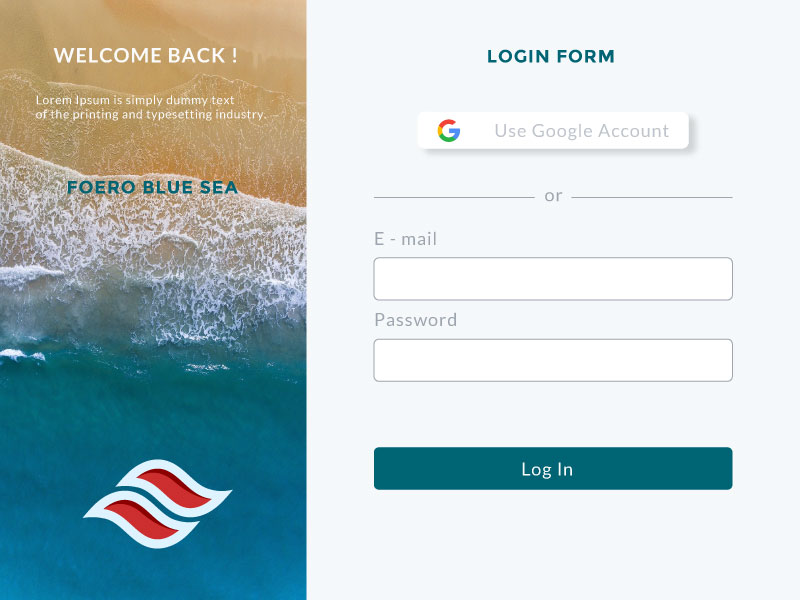 WELCOME BACK !
Lorem Ipsum is simply dummy text
of the printing and typesetting industry.
FOERO BLUE SEA
LOGIN FORM
Use Google Account
or
E - mail
Password
Log In